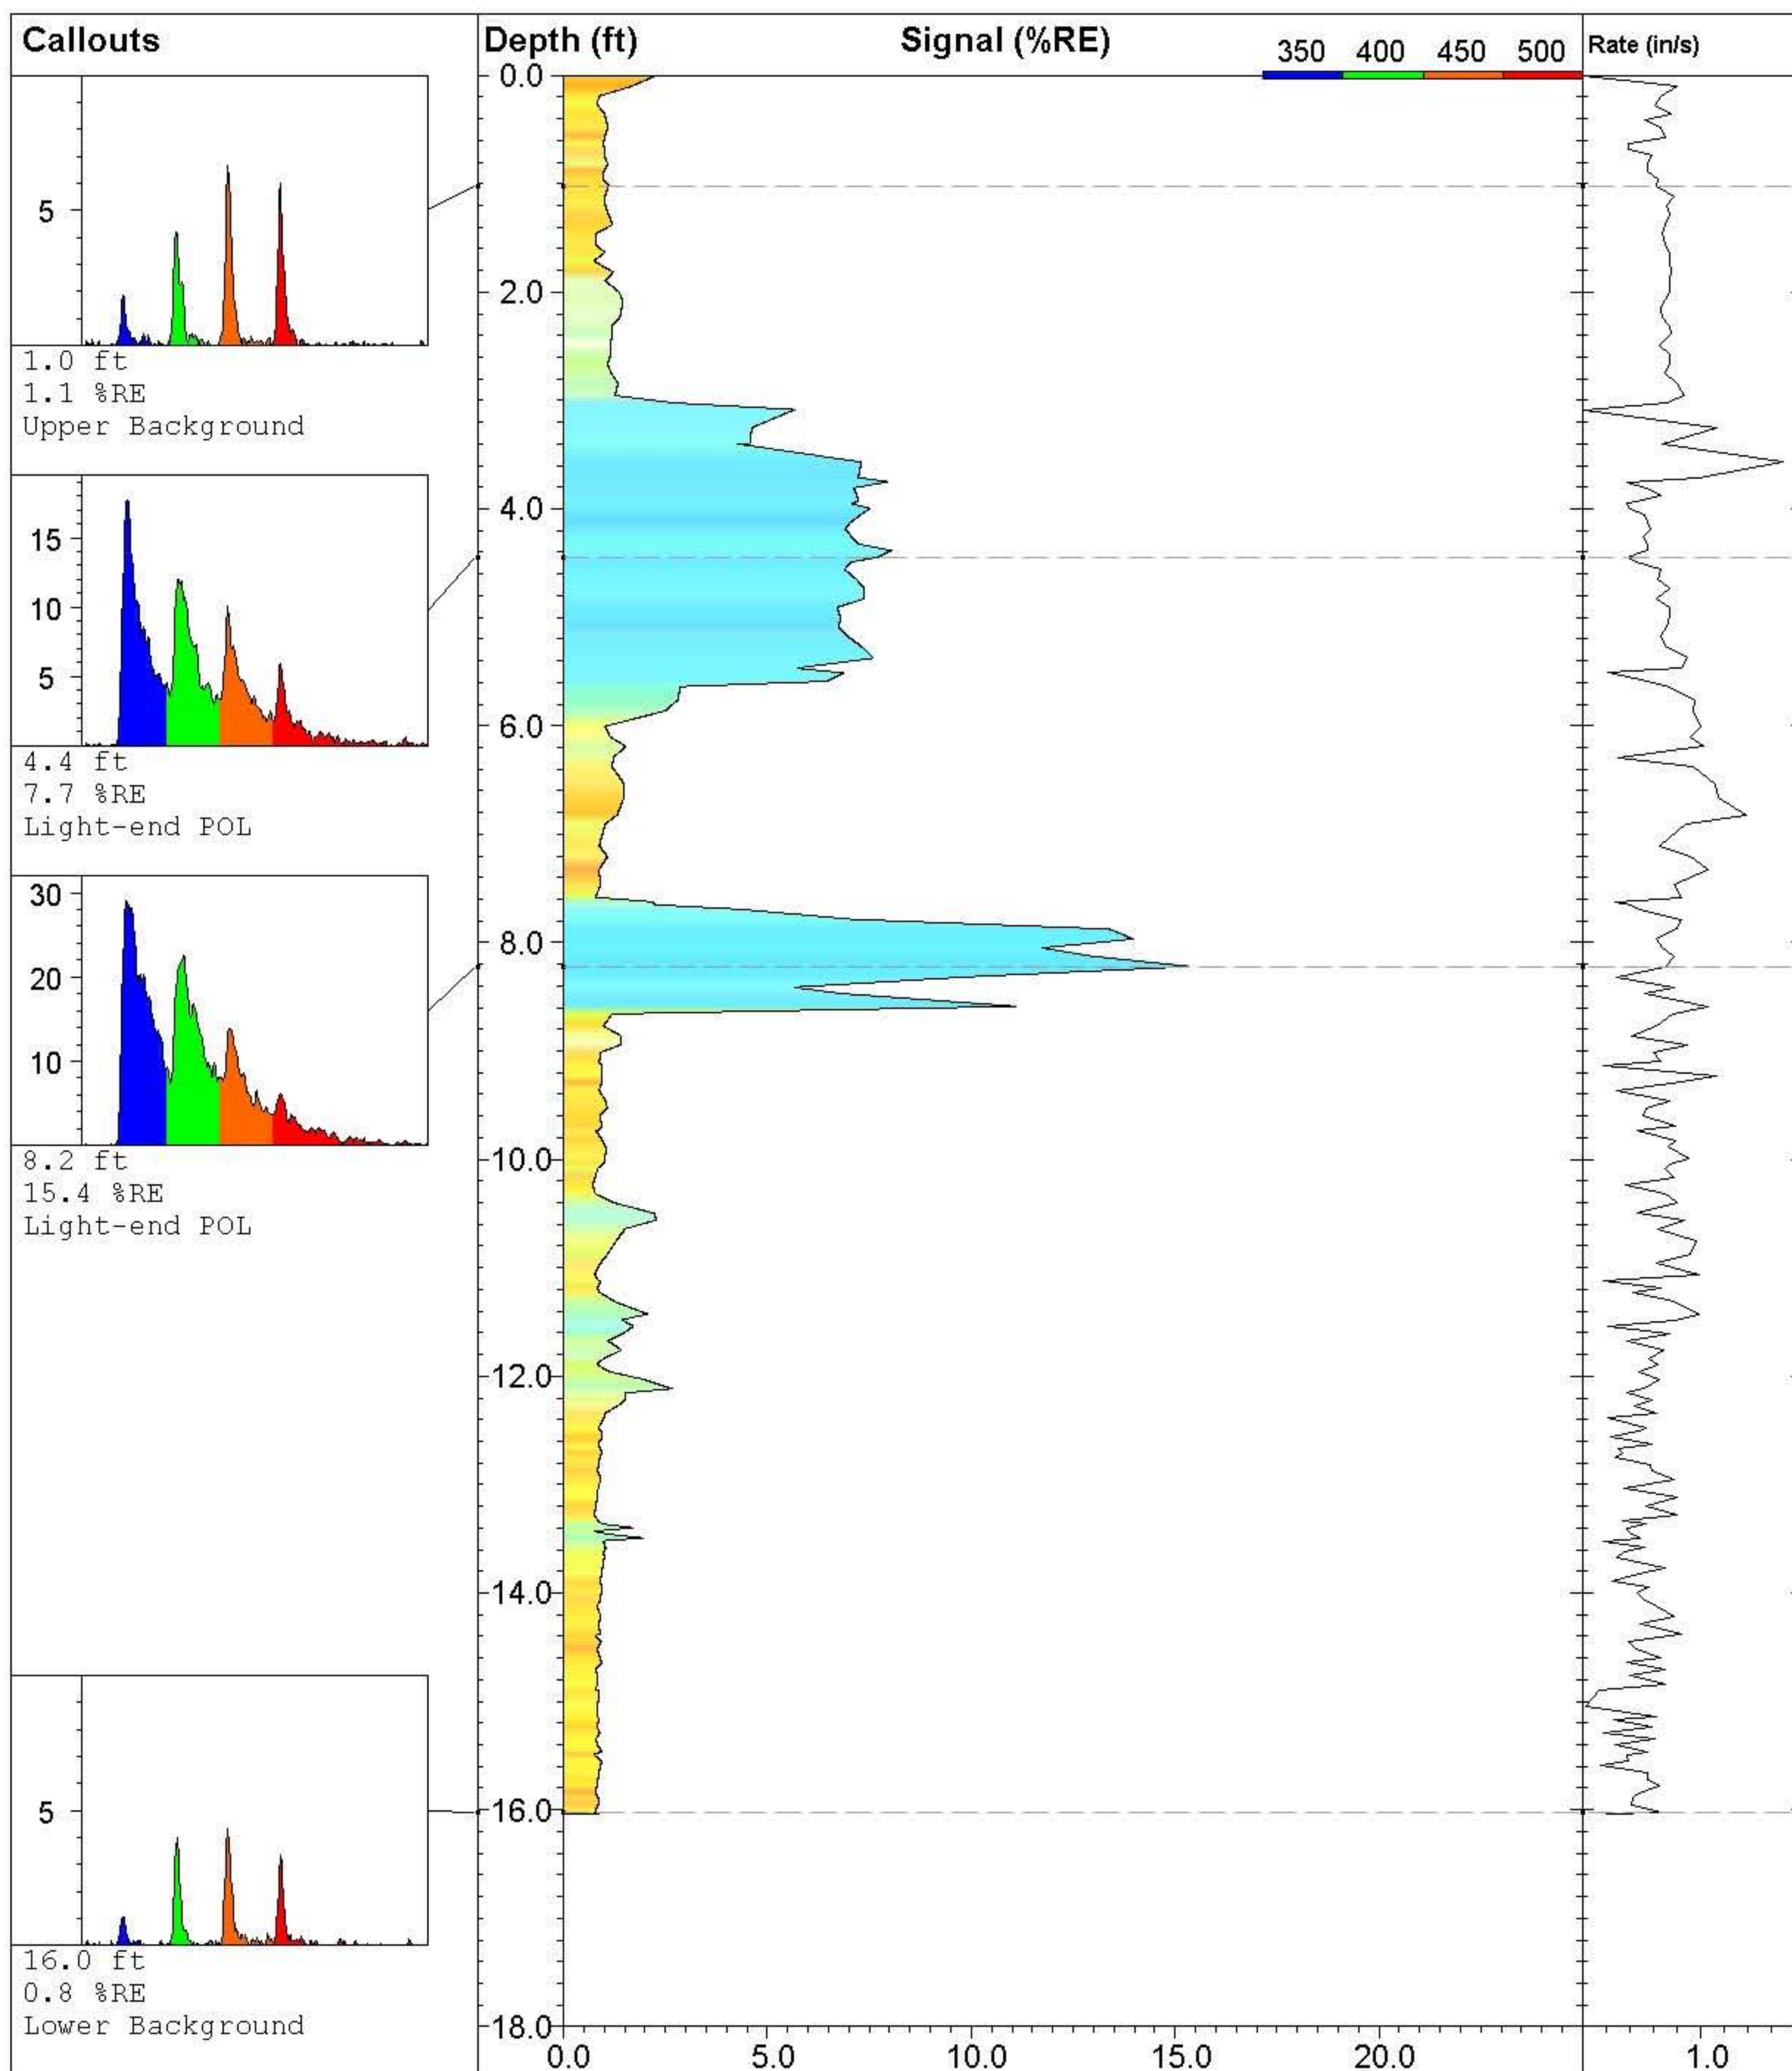 Callouts
Depth (ft)
Signal (%RE)
350 400 450 500
Rate (in/s)
5
1.0 ft
1.1 %RE
Upper Background
15
10
5
4.4 ft
7.7 %RE
Light-end POL
30
20
10
8.2 ft
15.4 %RE
Light-end POL
5
16.0 ft
0.8 %RE
Lower Background
0.0
2.0
4.0
6.0
8.0
10.0
12.0
14.0
16.0
18.0
0.0 5.0 10.0 15.0 20.0
1.0